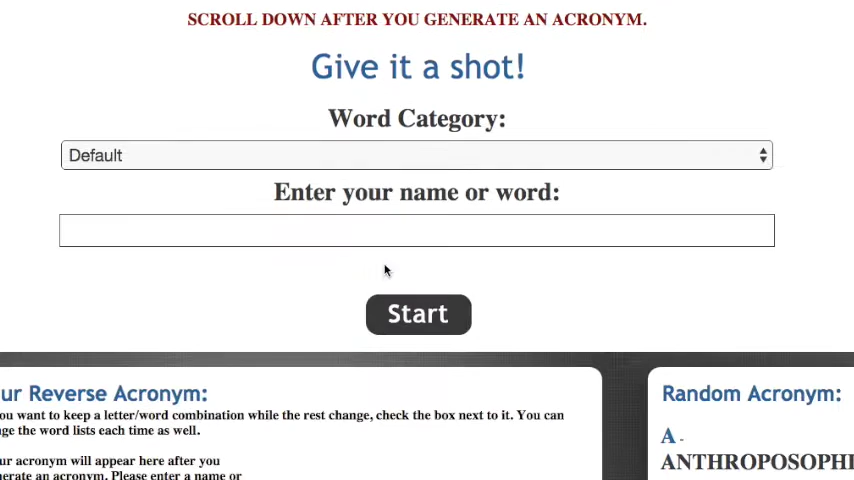 SCROLL DOWN AFTER YOU GENERATE AN ACRONYM.
Give it a shot!
Word Category:
Default
Enter your name or word:
Start
ur Reverse Acronym:
ou want to keep a letter/word combination while the rest change, check the box next to it. You can
nge the word lists each time as well.
ur acronym will appear here after you
nerate an acronym. Please enter a name or
Random Acronym:
A -
ANTHROPOSOPHI